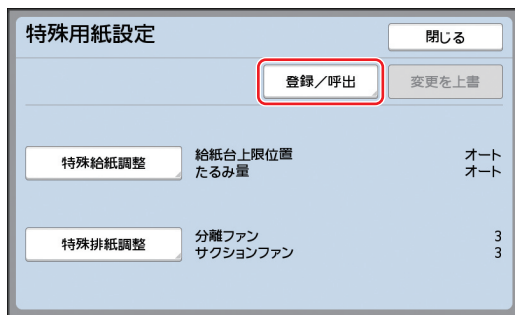 特殊用紙設定
閉じる
登録／呼出
変更を上書
特殊給紙調整
給紙台上限位置 オート
たるみ量 オート
特殊排紙調整
分離ファン 3
サクションファン 3